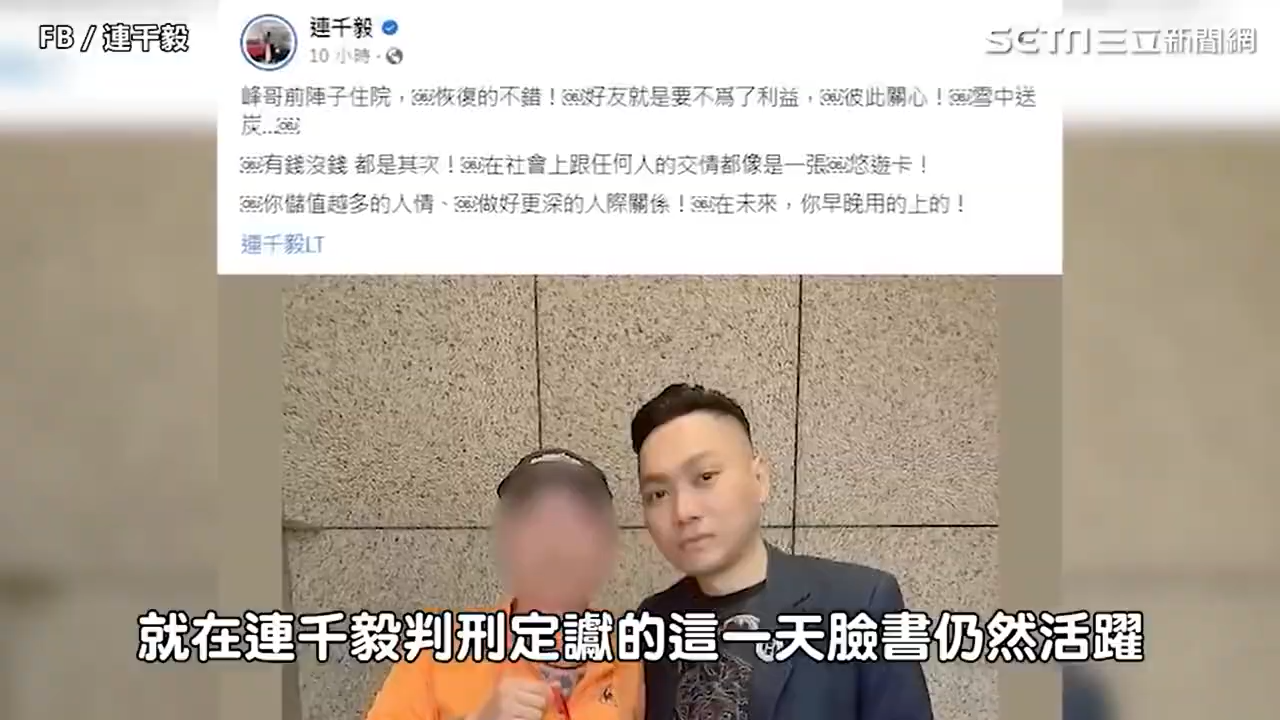 FB / 連千毅
SETN三立新聞網
連千毅
10 小時
峰哥前陣子住院，￼恢復的不錯！￼好友就是要不爲了利益，￼彼此關心！￼雪中送
炭...￼
￼有錢沒錢 都是其次！￼在社會上跟任何人的交情都像是一張￼悠遊卡！
￼你儲值越多的人情、￼做好更深的人際關係！￼在未來，你早晚用的上的！
連千毅LT
就在連千毅判刑定讞的這一天臉書仍然活躍